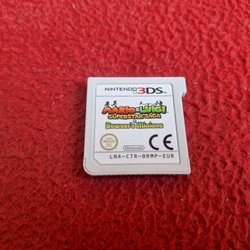 NINTENDO 3DS
MARIO & LUIGI
SUPERSTAR SAGA
+
Bowser's Minions
CE
LNA-CTR-BRMP-EUR